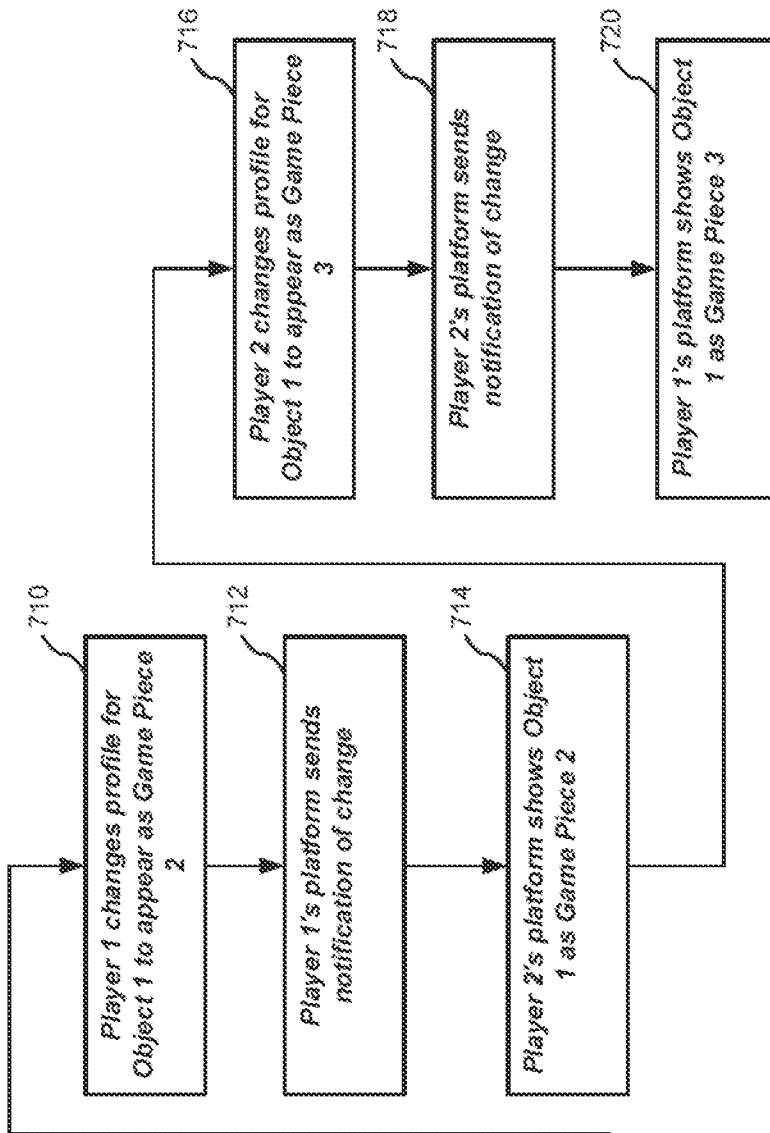 710
Player 1 changes profile for
Object 1 to appear as Game Piece
2
712
Player 1's platform sends
notification of change
714
Player 2's platform shows Object
1 as Game Piece 2
716
Player 2 changes profile for
Object 1 to appear as Game Piece
3
718
Player 2's platform sends
notification of change
720
Player 1's platform shows Object
1 as Game Piece 3